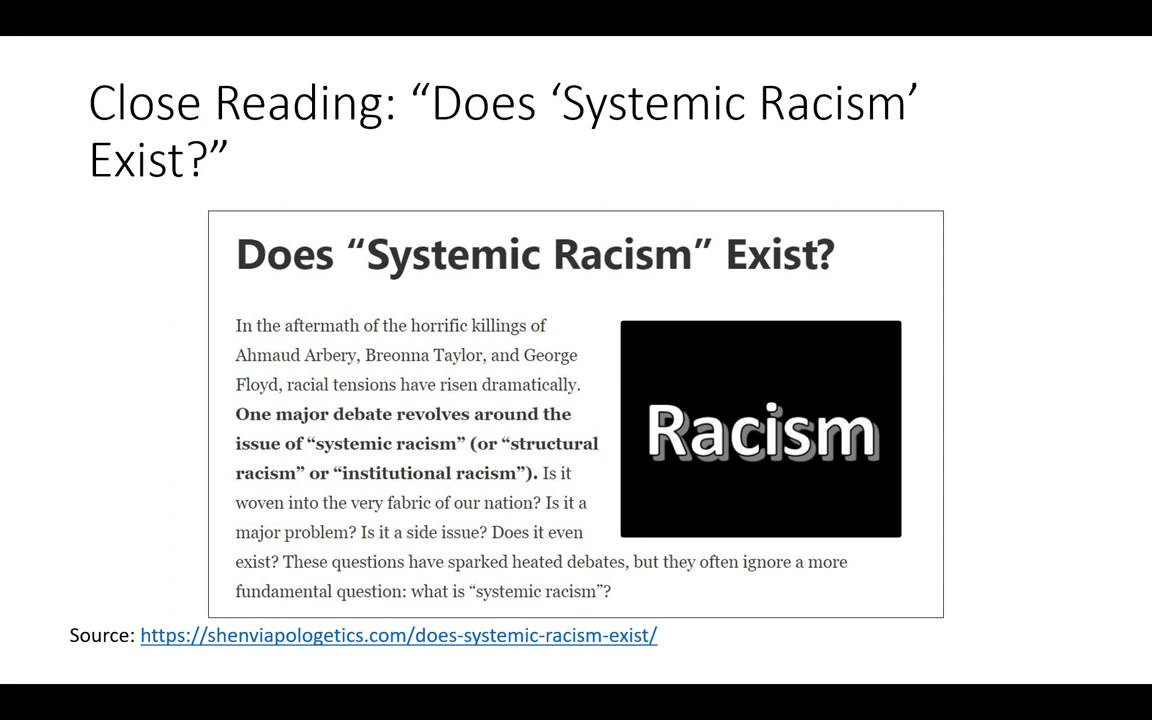 Close Reading: “Does ‘Systemic Racism’
Exist?”
Does “Systemic Racism” Exist?
In the aftermath of the horrific killings of
Ahmaud Arbery, Breonna Taylor, and George
Floyd, racial tensions have risen dramatically.
One major debate revolves around the
issue of “systemic racism” (or “structural
racism” or “institutional racism”). Is it
woven into the very fabric of our nation? Is it a
major problem? Is it a side issue? Does it even
exist? These questions have sparked heated debates, but they often ignore a more
fundamental question: what is “systemic racism”?
Racism
Source: https://shenviapologetics.com/does-systemic-racism-exist/